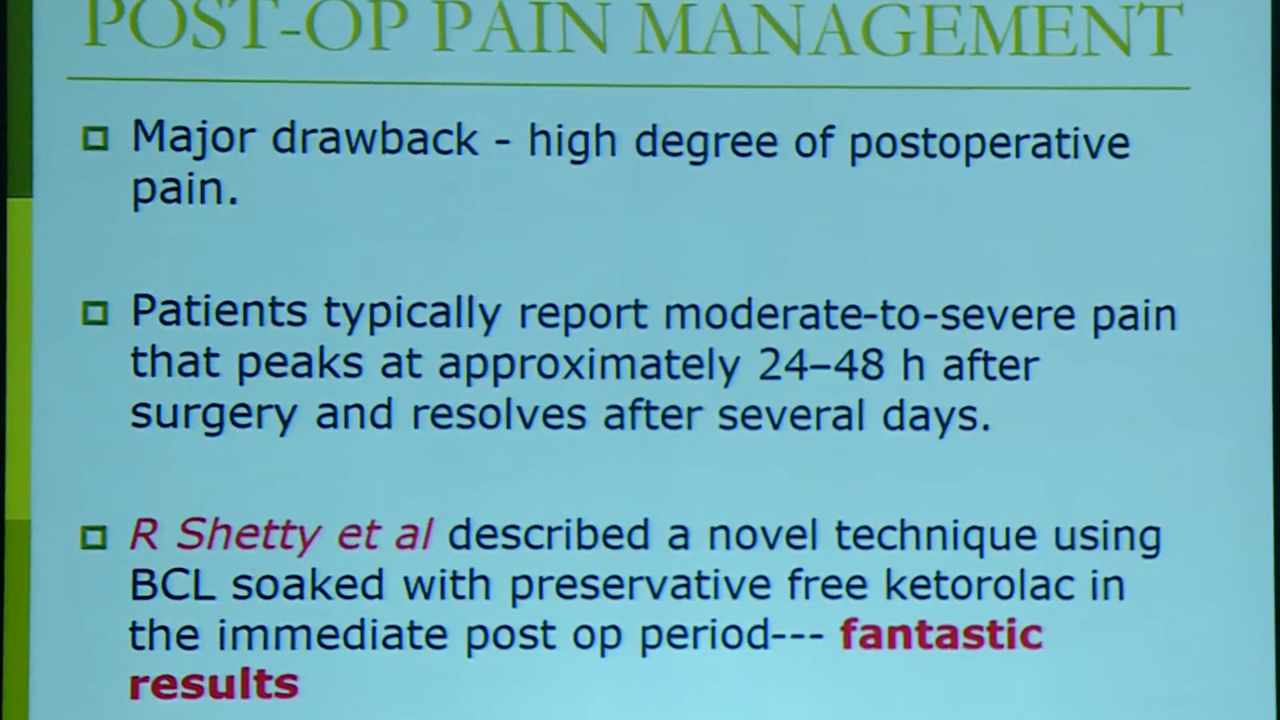 POST-OP PAIN MANAGEMENT
Major drawback - high degree of postoperative
pain.
Patients typically report moderate-to-severe pain
that peaks at approximately 24–48 h after
surgery and resolves after several days.
R Shetty et al described a novel technique using
BCL soaked with preservative free ketorolac in
the immediate post op period--- fantastic
results